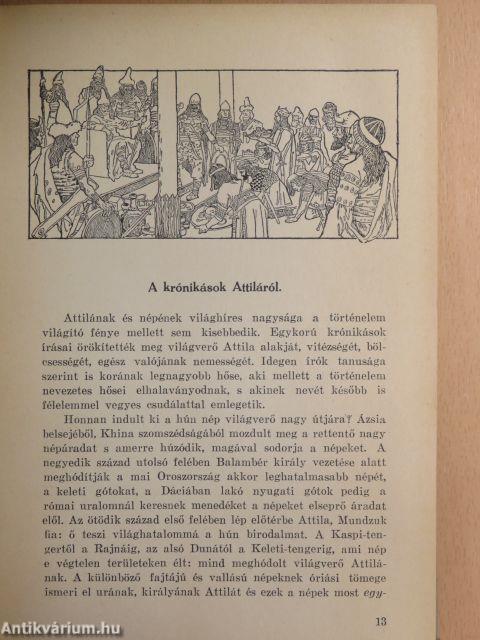 A krónikások Attiláról.
Attilának és népének világhíres nagysága a történelem
világító fénye mellett sem kisebbedik. Egykorú krónikások
írásai örökítették meg világverő Attila alakját, vitézségét, böl-
csességét, egész valójának nemességét. Idegen írók tanusága
szerint is korának legnagyobb hőse, aki mellett a történelem
nevezetes hősei elhalaványodnak, s akinek nevét később is
félelemmel vegyes csudálattal emlegetik.
Honnan indult ki a hún nép világverő nagy útjára? Ázsia
belsejéből, Khina szomszédságából mozdult meg a rettentő nagy
népáradat s amerre húzódik, magával sodorja a népeket. A
negyedik század utolsó felében Balambér király vezetése alatt
meghódítják a mai Oroszország akkor leghatalmasabb népét,
a keleti gótokat, a Dáciában lakó nyugati gótok pedig a
római uralomnál keresnek menedéket a népeket elseprő áradat
elől. Az ötödik század első felében lép előtérbe Attila, Mundzuk
fia: ő teszi világhatalommá a hún birodalmat. A Kaspi-ten-
gertől a Rajnáig, az alsó Dunától a Keleti-tengerig, ami nép
e végtelen területeken élt: mind meghódolt világverő Attilá-
nak. A különböző fajtájú és vallású népeknek óriási tömege
ismeri el urának, királyának Attilát és ezek a népek most egy-
13
Antikvárium.hu